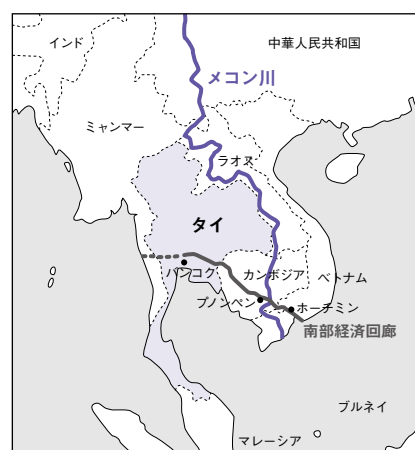 インド
中華人民共和国
メコン川
ミャンマー
ラオス
タイ
バンコク
カンボジア
ベトナム
プノンペン
ホーチミン
南部経済回廊
ブルネイ
マレーシア